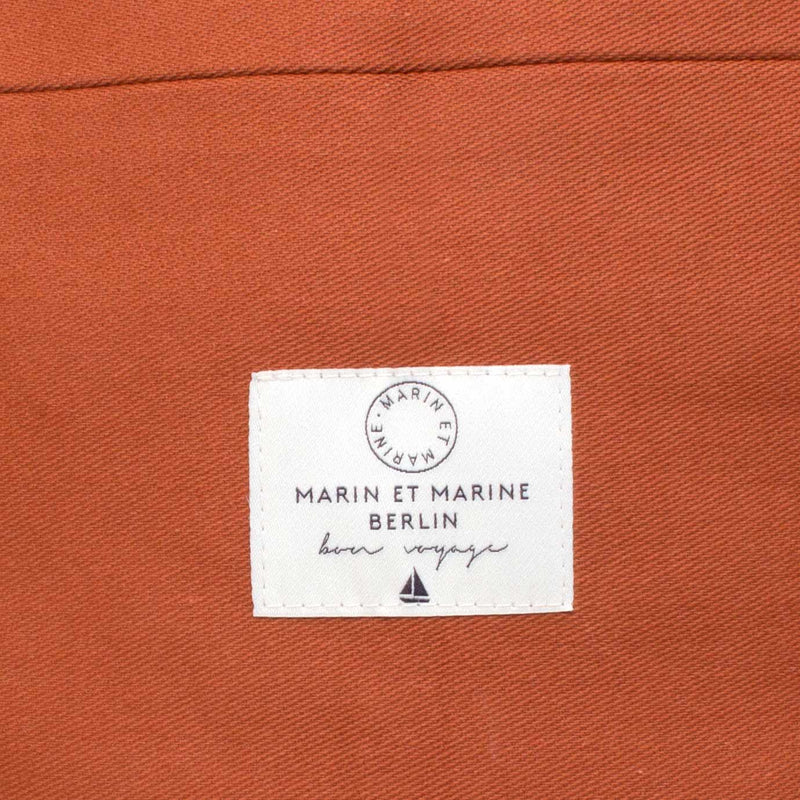 MARIN ET MARINE ·
MARIN ET MARINE
BERLIN
bon voyage